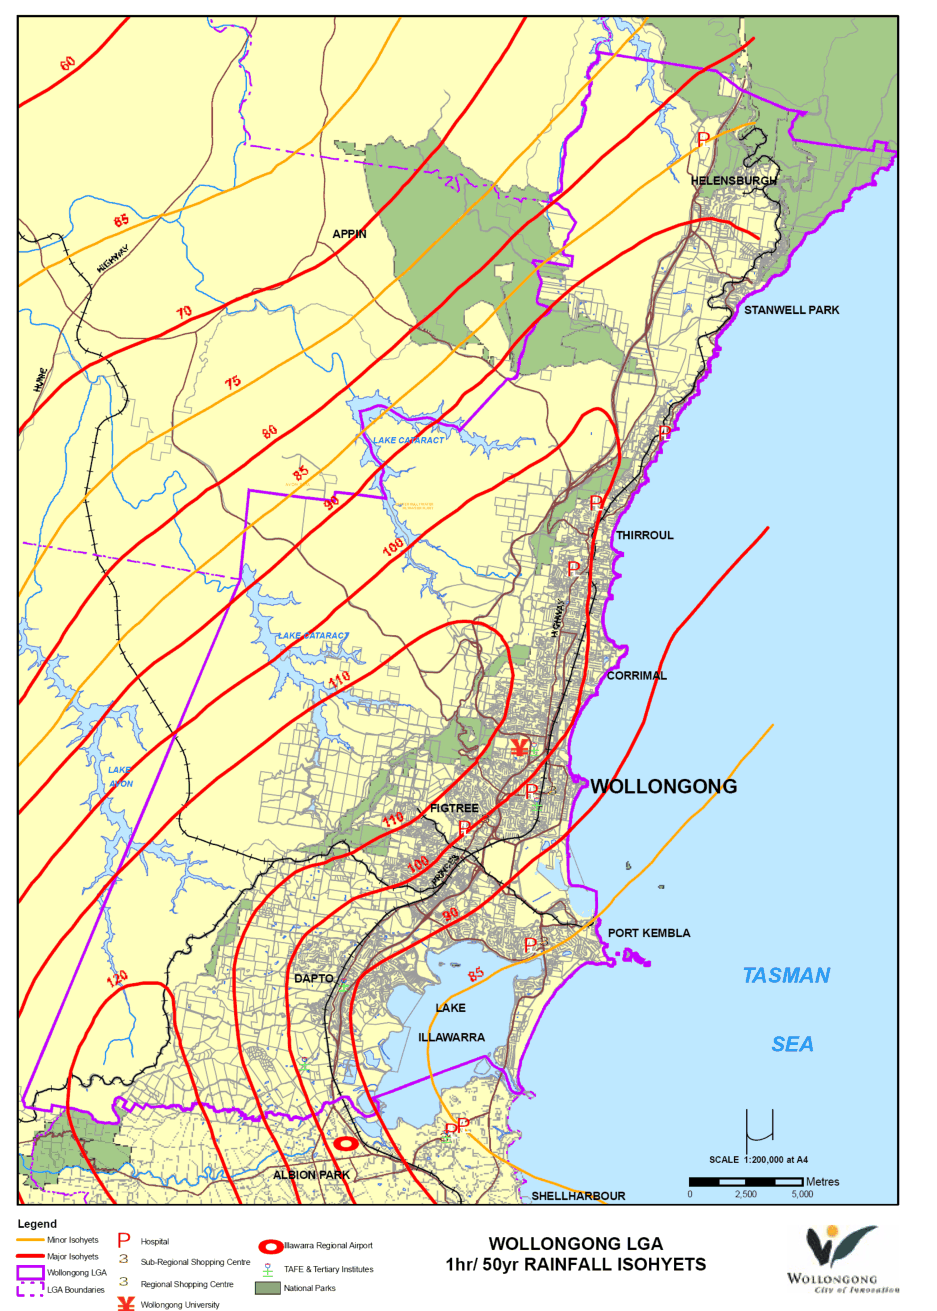 60
HELENSBURGH
65
APPIN
HIGHWAY
70
STANWELL PARK
HUME
75
80
LAKE CATARACT
85
90
100
THIRROUL
HIGHWAY
LAKE CATARACT
CORRIMAL
110
LAKE
AVON
WOLLONGONG
FIGTREE
110
100
PRINCES
90
PORT KEMBLA
85
TASMAN
DAPTO
120
LAKE
ILLAWARRA
SEA
SCALE 1:200,000 at A4
ALBION PARK
Metres
0 2,500 5,000
SHELLHARBOUR
Legend
Minor Isohyets
Major Isohyets
Wollongong LGA
LGA Boundaries
Hospital
Sub-Regional Shopping Centre
Regional Shopping Centre
Wollongong University
Illawarra Regional Airport
TAFE & Tertiary Institutes
National Parks
WOLLONGONG LGA
1hr/ 50yr RAINFALL ISOHYETS
WOLLONGONG
City of Innovation